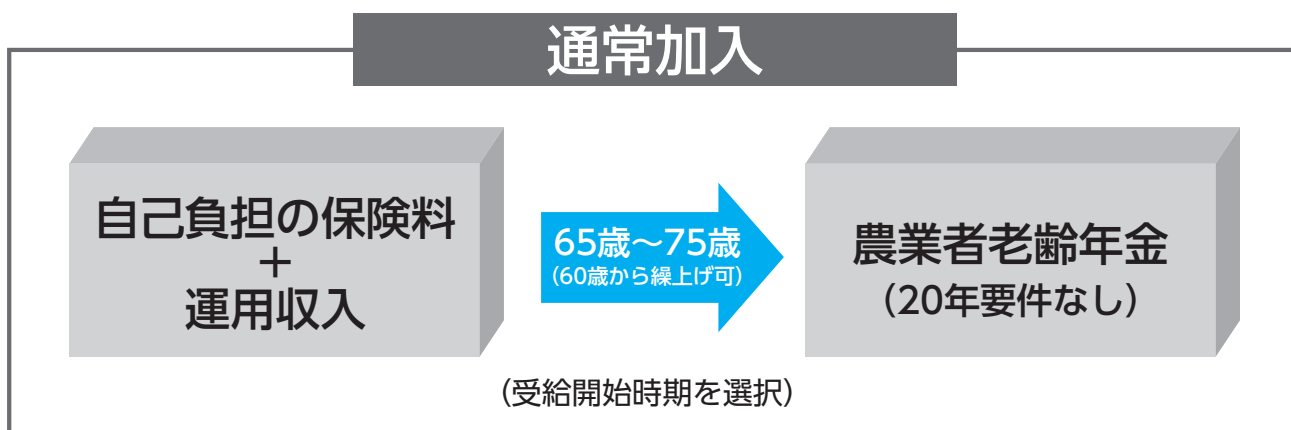 通常加入
自己負担の保険料
＋
運用収入
65歳～75歳
（60歳から繰上げ可）
農業者老齢年金
（20年要件なし）
（受給開始時期を選択）